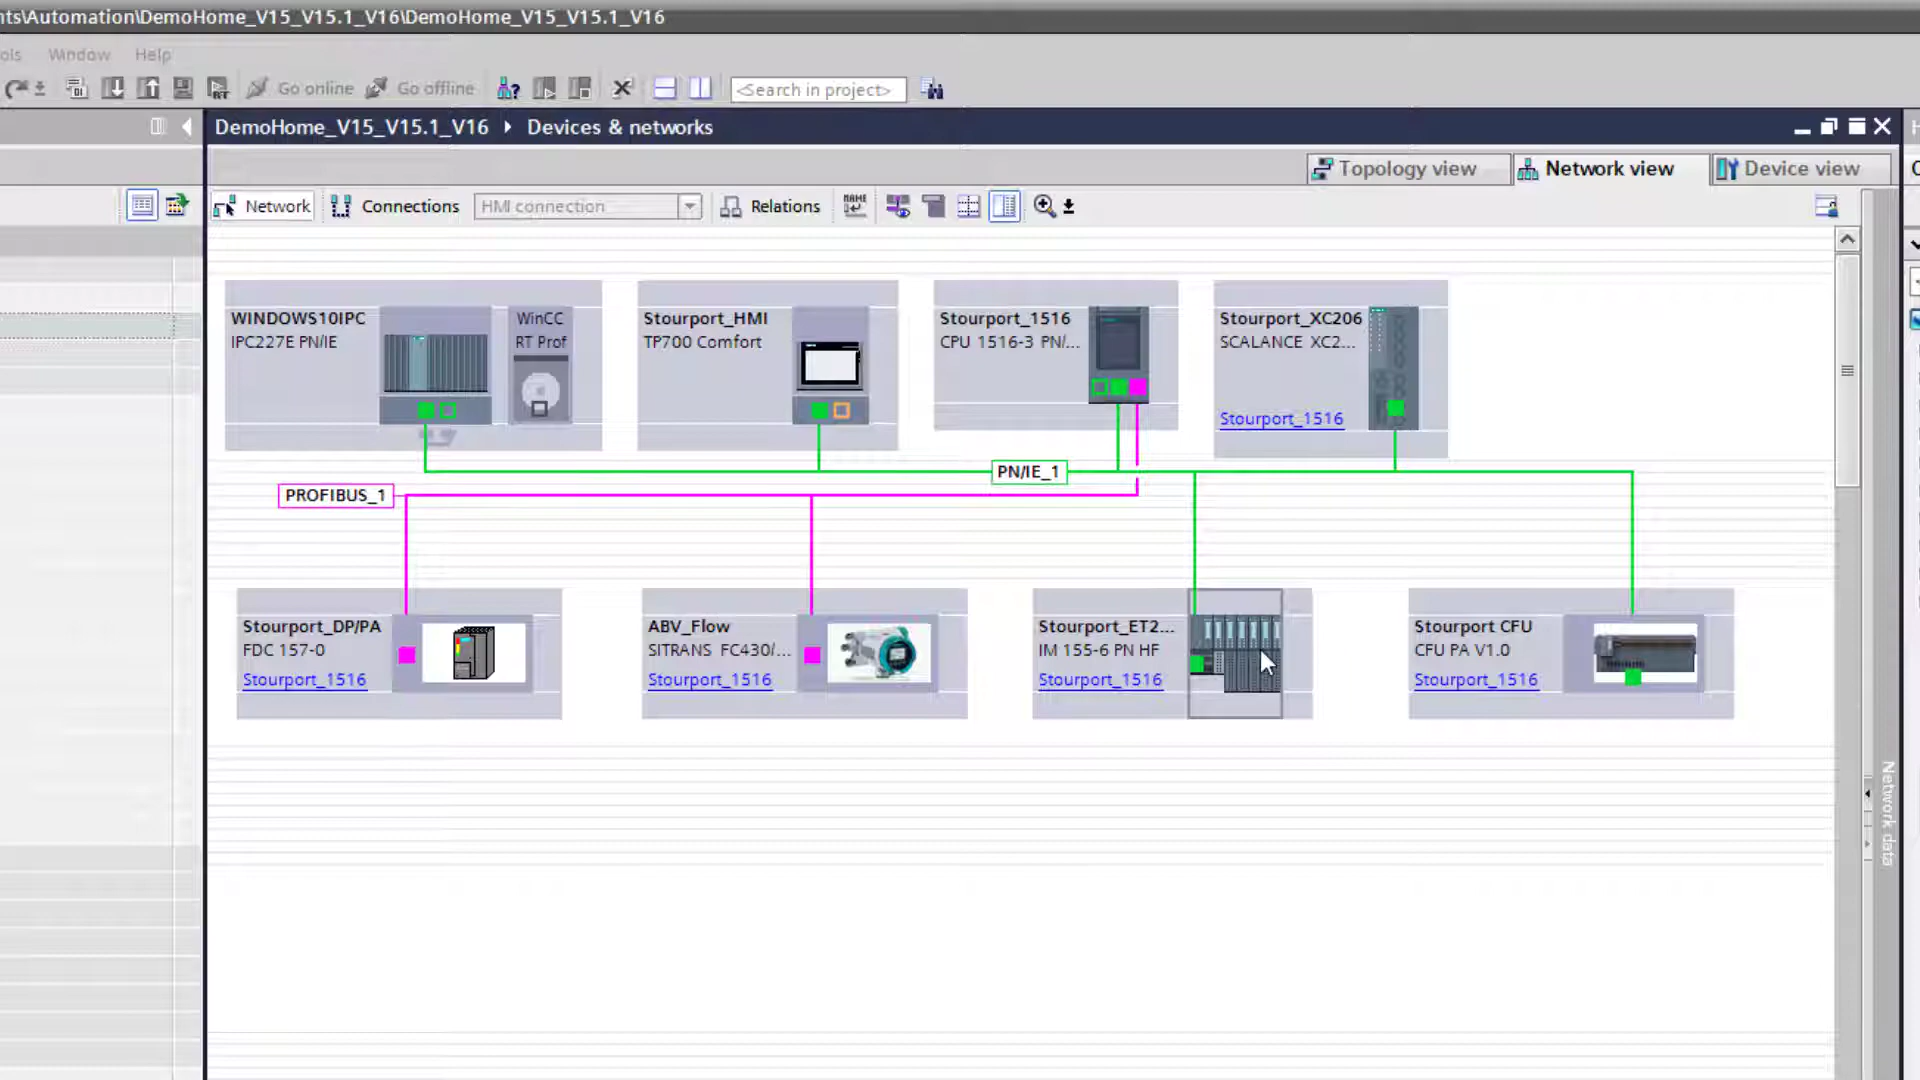 nts\Automation\DemoHome_V15_V15.1_V16\DemoHome_V15_V15.1_V16
ols Window Help
Go online Go offline <Search in project>
DemoHome_V15_V15.1_V16 Devices & networks
Topology view Network view Device view
Network Connections HMI connection Relations
WINDOWS10IPC
IPC227E PN/IE
WinCC
RT Prof
Stourport_HMI
TP700 Comfort
Stourport_1516
CPU 1516-3 PN/...
Stourport_XC206
SCALANCE XC2...
Stourport_1516
PN/IE_1
PROFIBUS_1
Stourport_DP/PA
FDC 157-0
Stourport_1516
ABV_Flow
SITRANS FC430/...
Stourport_1516
Stourport_ET2...
IM 155-6 PN HF
Stourport_1516
Stourport CFU
CFU PA V1.0
Stourport_1516
Network data